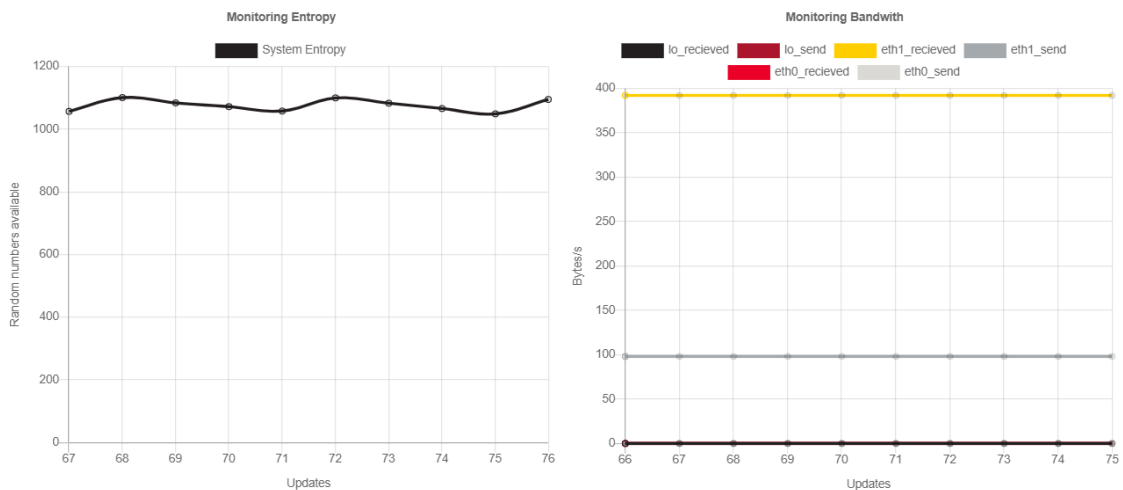 Monitoring Entropy
System Entropy
1200
1000
800
600
400
200
0
67 68 69 70 71 72 73 74 75 76
Random numbers available
Updates
Monitoring Bandwith
lo_recieved lo_send eth1_recieved eth1_send
eth0_recieved eth0_send
400
350
300
250
200
150
100
50
0
66 67 68 69 70 71 72 73 74 75
Bytes/s
Updates